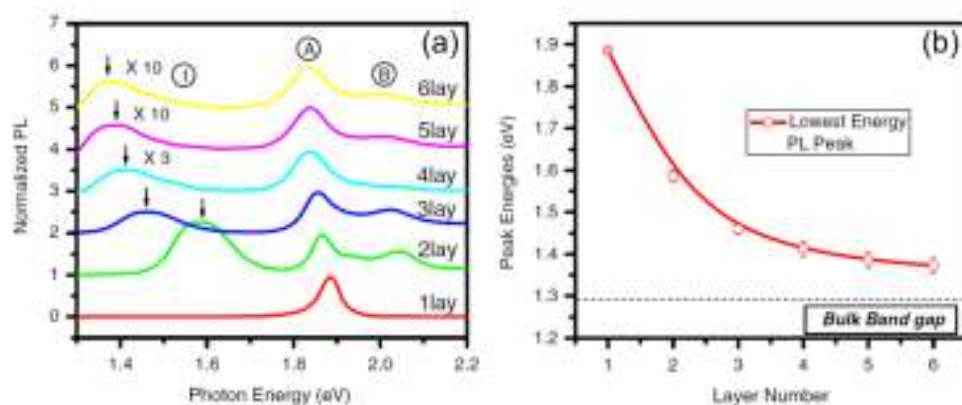 (a)
7
6
5
4
3
2
1
0
Normalized PL
X 10
X 10
X 3
I
A
B
6lay
5lay
4lay
3lay
2lay
1lay
1.4 1.6 1.8 2.0 2.2
Photon Energy (eV)
(b)
1.9
1.8
1.7
1.6
1.5
1.4
1.3
1.2
Peak Energies (eV)
Lowest Energy
PL Peak
Bulk Band gap
1 2 3 4 5 6
Layer Number